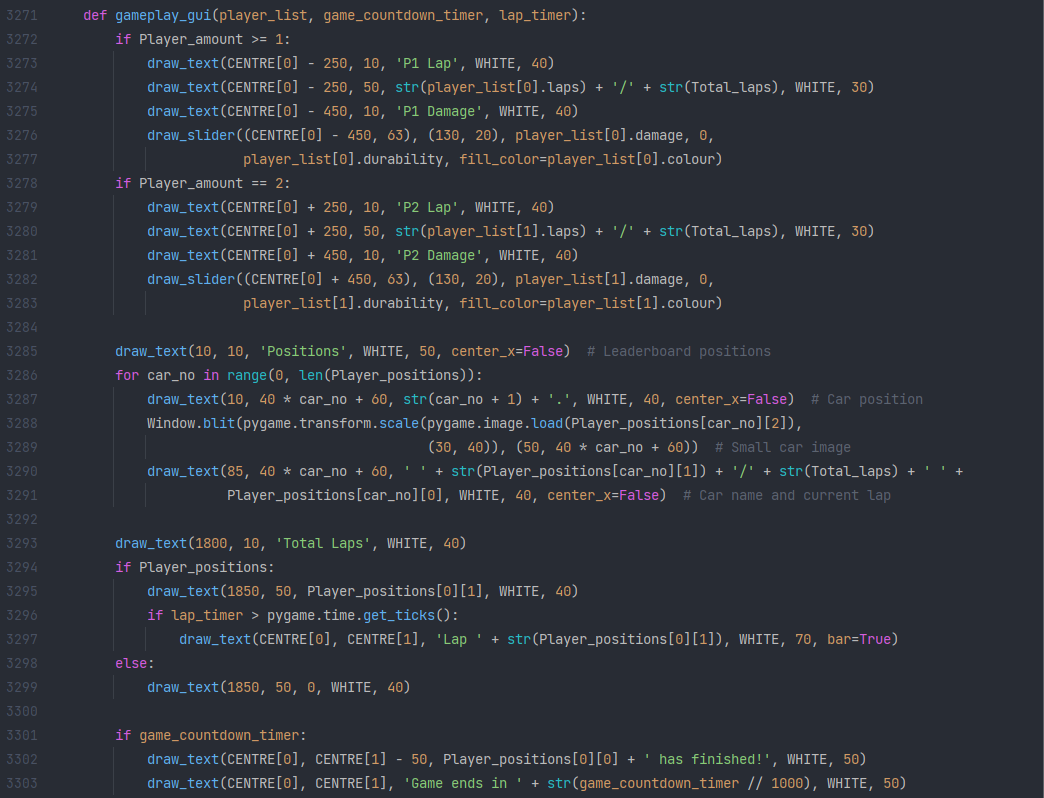 3271 def gameplay_gui(player_list, game_countdown_timer, lap_timer):
3272 if Player_amount >= 1:
3273 draw_text(CENTRE[0] - 250, 10, 'P1 Lap', WHITE, 40)
3274 draw_text(CENTRE[0] - 250, 50, str(player_list[0].laps) + '/' + str(Total_laps), WHITE, 30)
3275 draw_text(CENTRE[0] - 450, 10, 'P1 Damage', WHITE, 40)
3276 draw_slider((CENTRE[0] - 450, 63), (130, 20), player_list[0].damage, 0,
3277 player_list[0].durability, fill_color=player_list[0].colour)
3278 if Player_amount == 2:
3279 draw_text(CENTRE[0] + 250, 10, 'P2 Lap', WHITE, 40)
3280 draw_text(CENTRE[0] + 250, 50, str(player_list[1].laps) + '/' + str(Total_laps), WHITE, 30)
3281 draw_text(CENTRE[0] + 450, 10, 'P2 Damage', WHITE, 40)
3282 draw_slider((CENTRE[0] + 450, 63), (130, 20), player_list[1].damage, 0,
3283 player_list[1].durability, fill_color=player_list[1].colour)
3284
3285 draw_text(10, 10, 'Positions', WHITE, 50, center_x=False)  # Leaderboard positions
3286 for car_no in range(0, len(Player_positions)):
3287 draw_text(10, 40 * car_no + 60, str(car_no + 1) + '.', WHITE, 40, center_x=False)  # Car position
3288 Window.blit(pygame.transform.scale(pygame.image.load(Player_positions[car_no][2]),
3289 (30, 40)), (50, 40 * car_no + 60))  # Small car image
3290 draw_text(85, 40 * car_no + 60, ' ' + str(Player_positions[car_no][1]) + '/' + str(Total_laps) + ' ' +
3291 Player_positions[car_no][0], WHITE, 40, center_x=False)  # Car name and current lap
3292
3293 draw_text(1800, 10, 'Total Laps', WHITE, 40)
3294 if Player_positions:
3295 draw_text(1850, 50, Player_positions[0][1], WHITE, 40)
3296 if lap_timer > pygame.time.get_ticks():
3297 draw_text(CENTRE[0], CENTRE[1], 'Lap ' + str(Player_positions[0][1]), WHITE, 70, bar=True)
3298 else:
3299 draw_text(1850, 50, 0, WHITE, 40)
3300
3301 if game_countdown_timer:
3302 draw_text(CENTRE[0], CENTRE[1] - 50, Player_positions[0][0] + ' has finished!', WHITE, 50)
3303 draw_text(CENTRE[0], CENTRE[1], 'Game ends in ' + str(game_countdown_timer // 1000), WHITE, 50)